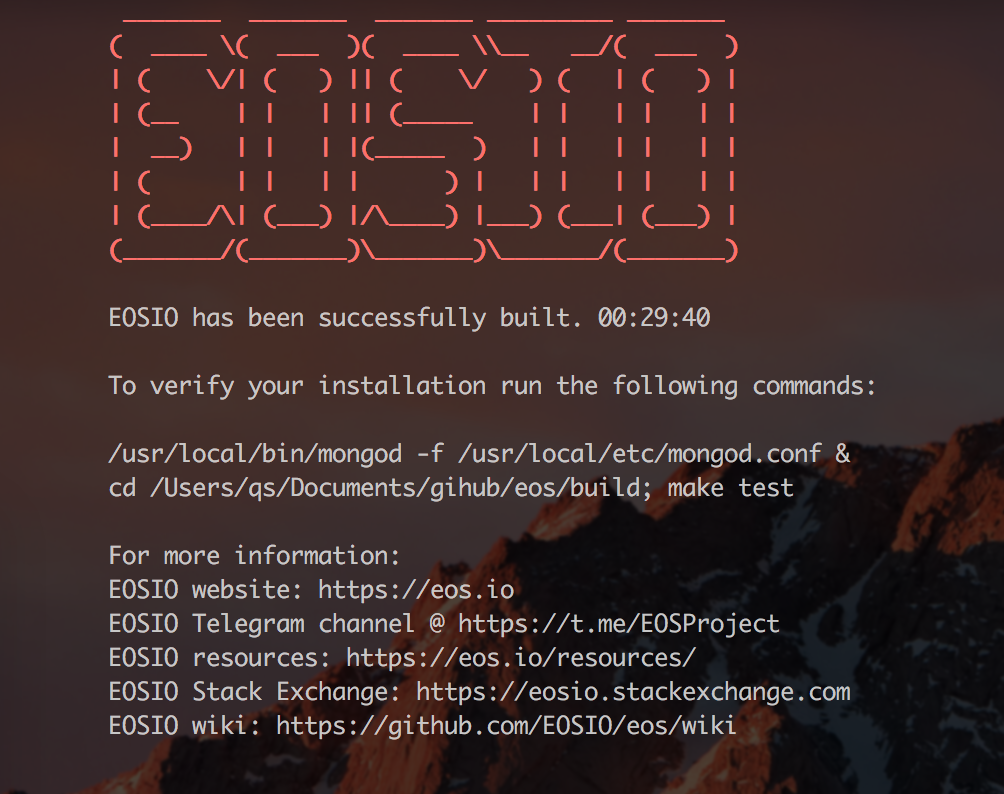 EOSIO
EOSIO has been successfully built. 00:29:40
To verify your installation run the following commands:
/usr/local/bin/mongod -f /usr/local/etc/mongod.conf &
cd /Users/qs/Documents/gihub/eos/build; make test
For more information:
EOSIO website: https://eos.io
EOSIO Telegram channel @ https://t.me/EOSProject
EOSIO resources: https://eos.io/resources/
EOSIO Stack Exchange: https://eosio.stackexchange.com
EOSIO wiki: https://github.com/EOSIO/eos/wiki